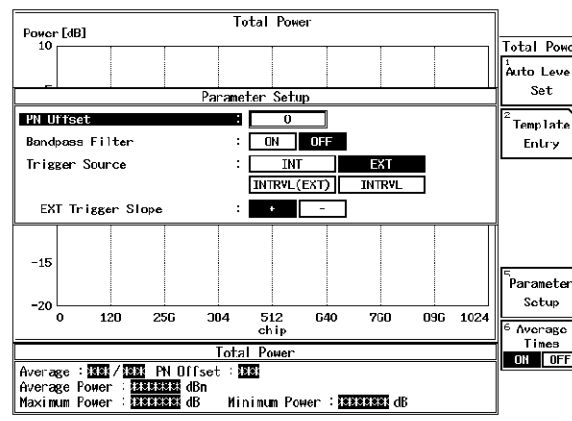 Total Power
Power [dB]
10
Parameter Setup
PN Offset : 0
Bandpass Filter : ON OFF
Trigger Source : INT EXT
INTRVL(EXT) INTRVL
EXT Trigger Slope : + -
-15
-20
0 128 256 384 512 640 768 896 1024
chip
Total Power
Average : *** / *** PN Offset : ***
Average Power : ****** dBm
Maximum Power : ****** dB Minimum Power : ****** dB
Total Powe
1
Auto Leve
Set
2
Template
Entry
5
Parameter
Setup
6 Average
Times
ON OFF